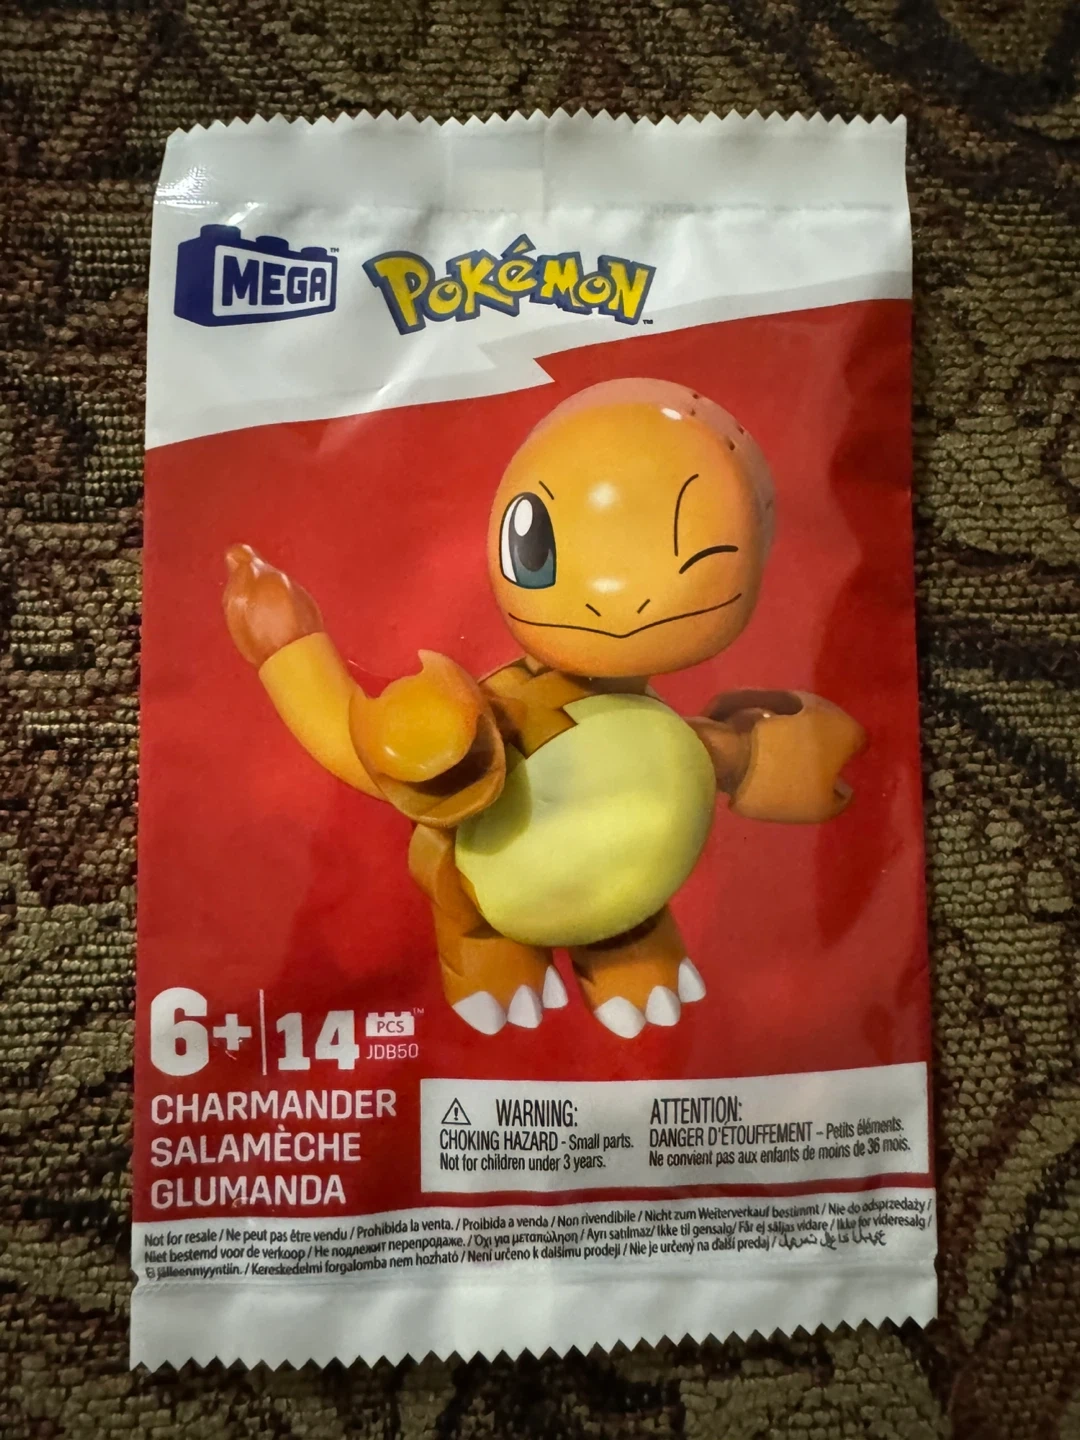 MEGA™
Pokémon™
6+ 14 PCS™
JDB50
CHARMANDER
SALAMÈCHE
GLUMANDA
⚠ WARNING:
CHOKING HAZARD - Small parts.
Not for children under 3 years.
ATTENTION:
DANGER D'ÉTOUFFEMENT – Petits éléments.
Ne convient pas aux enfants de moins de 36 mois.
Not for resale / Ne peut pas être vendu / Prohibida la venta. / Proibida a venda / Non rivendibile / Nicht zum Weiterverkauf bestimmt / Nie do odsprzedaży /
Niet bestemd voor de verkoop / Не подлежит перепродаже. / Όχι για μεταπώληση / Ayrı satılmaz/ Ikke til gensalg/ Får ej säljas vidare / Ikke for videresalg /
Ei jälleenmyyntiin. / Kereskedelmi forgalomba nem hozható / Není určeno k dalšímu prodeji / Nie je určený na ďalší predaj /